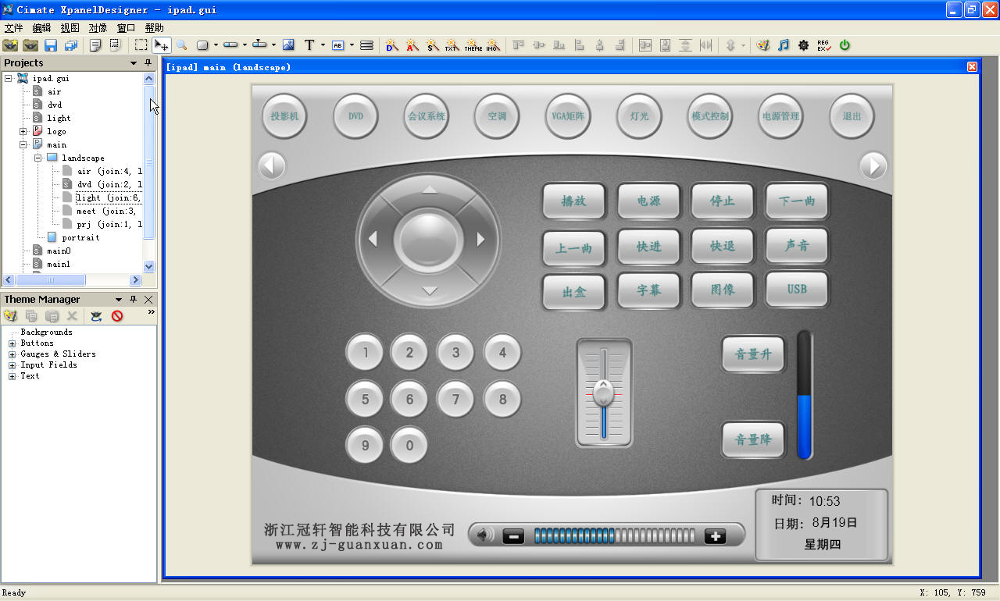 Cimate XpanelDesigner - ipad.gui
文件 编辑 视图 对像 窗口 帮助
T AB D A S TXT THEME IMG REG EX
Projects
ipad.gui
air
dvd
light
logo
main
landscape
air (join:4, l
dvd (join:2, l
light (join:6,
meet (join:3,
prj (join:1, l
portrait
main0
main1
Theme Manager
Backgrounds
Buttons
Gauges & Sliders
Input Fields
Text
[ipad] main (landscape)
投影机 DVD 会议系统 空调 VGA矩阵 灯光 模式控制 电源管理 退出
播放 电源 停止 下一曲
上一曲 快进 快退 声音
出盒 字幕 图像 USB
1 2 3 4
5 6 7 8
9 0
音量升
音量降
浙江冠轩智能科技有限公司
www.zj-guanxuan.com
时间: 10:53
日期: 8月19日
星期四
Ready
X: 105, Y: 759